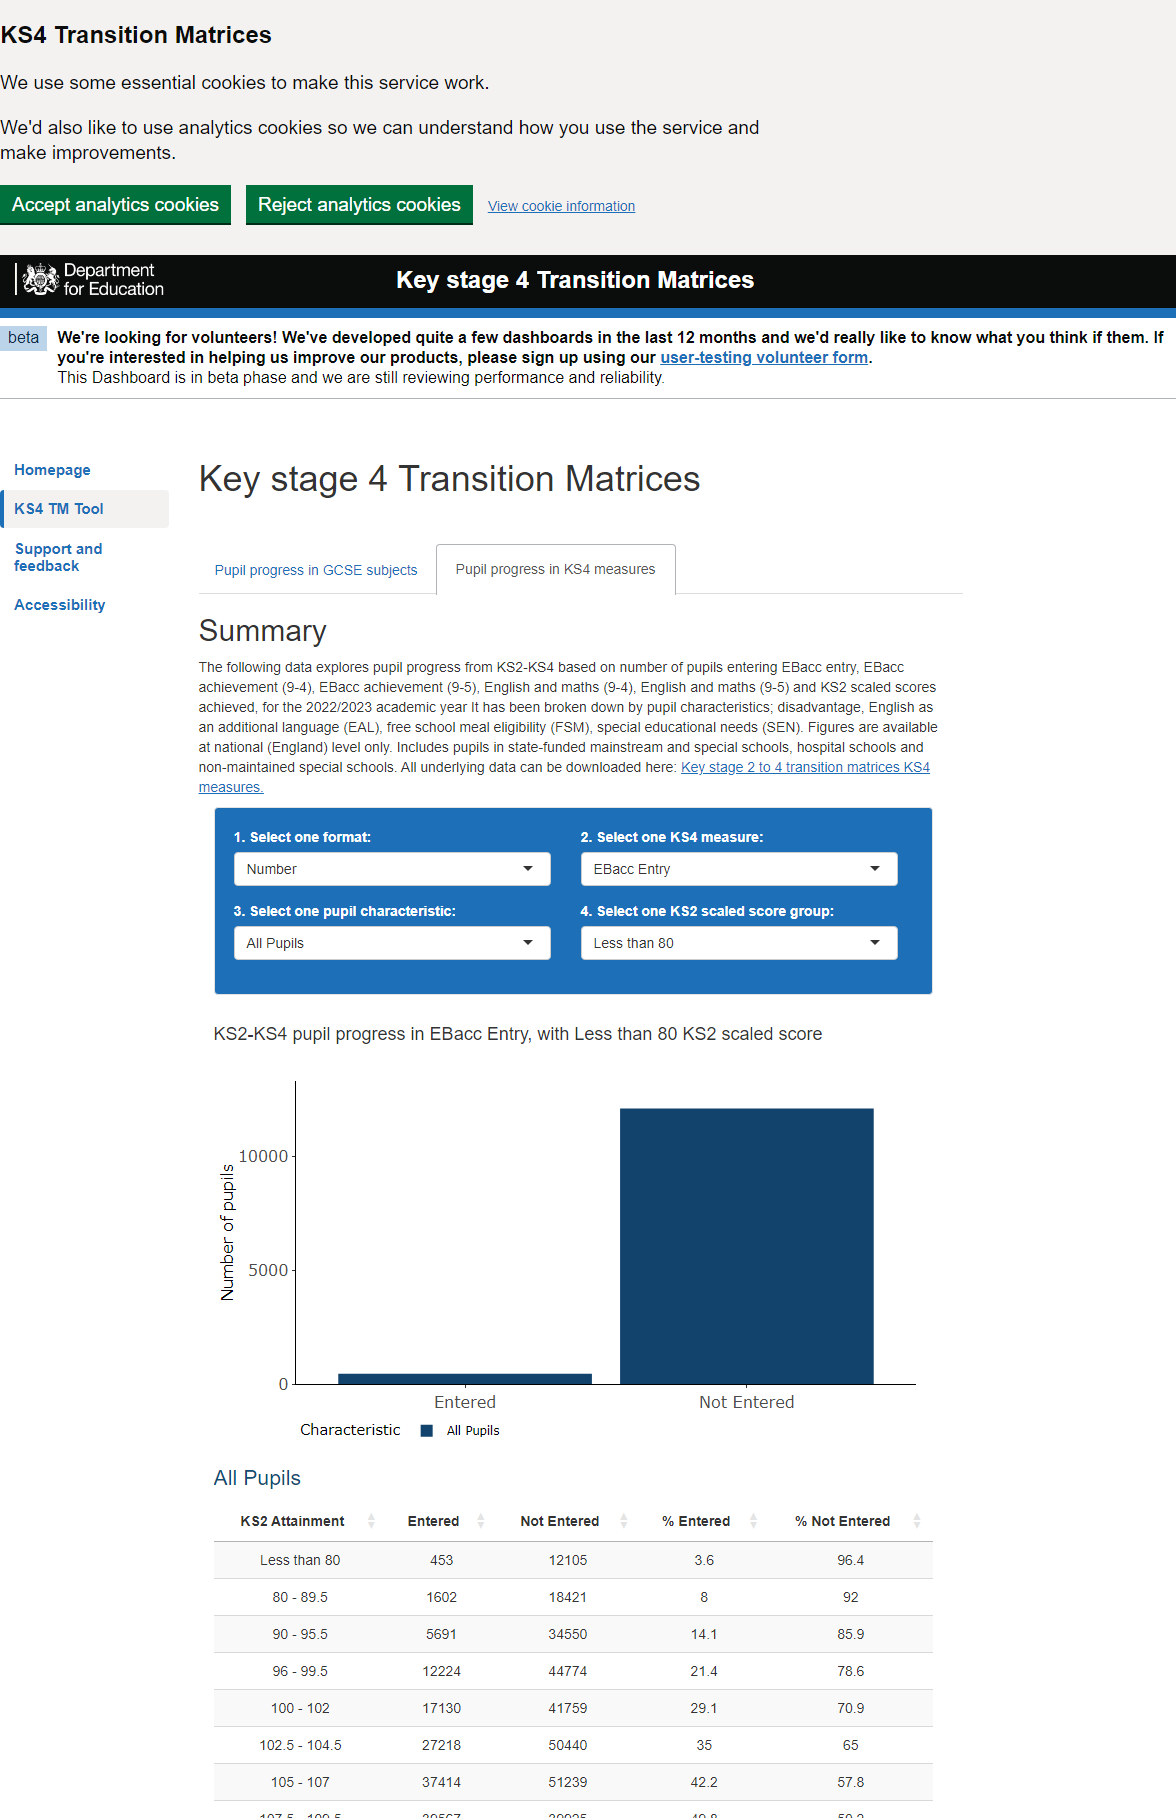 KS4 Transition Matrices
We use some essential cookies to make this service work.
We'd also like to use analytics cookies so we can understand how you use the service and
make improvements.
Accept analytics cookies Reject analytics cookies View cookie information
Department
for Education
Key stage 4 Transition Matrices
beta
We're looking for volunteers! We've developed quite a few dashboards in the last 12 months and we'd really like to know what you think if them. If
you're interested in helping us improve our products, please sign up using our user-testing volunteer form.
This Dashboard is in beta phase and we are still reviewing performance and reliability.
Homepage
KS4 TM Tool
Support and
feedback
Accessibility
Key stage 4 Transition Matrices
Pupil progress in GCSE subjects Pupil progress in KS4 measures
Summary
The following data explores pupil progress from KS2-KS4 based on number of pupils entering EBacc entry, EBacc
achievement (9-4), EBacc achievement (9-5), English and maths (9-4), English and maths (9-5) and KS2 scaled scores
achieved, for the 2022/2023 academic year It has been broken down by pupil characteristics; disadvantage, English as
an additional language (EAL), free school meal eligibility (FSM), special educational needs (SEN). Figures are available
at national (England) level only. Includes pupils in state-funded mainstream and special schools, hospital schools and
non-maintained special schools. All underlying data can be downloaded here: Key stage 2 to 4 transition matrices KS4
measures.
1. Select one format: 2. Select one KS4 measure:
Number EBacc Entry
3. Select one pupil characteristic: 4. Select one KS2 scaled score group:
All Pupils Less than 80
KS2-KS4 pupil progress in EBacc Entry, with Less than 80 KS2 scaled score
Number of pupils
10000
5000
0
Entered Not Entered
Characteristic All Pupils
All Pupils
KS2 Attainment Entered Not Entered % Entered % Not Entered
Less than 80 453 12105 3.6 96.4
80 - 89.5 1602 18421 8 92
90 - 95.5 5691 34550 14.1 85.9
96 - 99.5 12224 44774 21.4 78.6
100 - 102 17130 41759 29.1 70.9
102.5 - 104.5 27218 50440 35 65
105 - 107 37414 51239 42.2 57.8